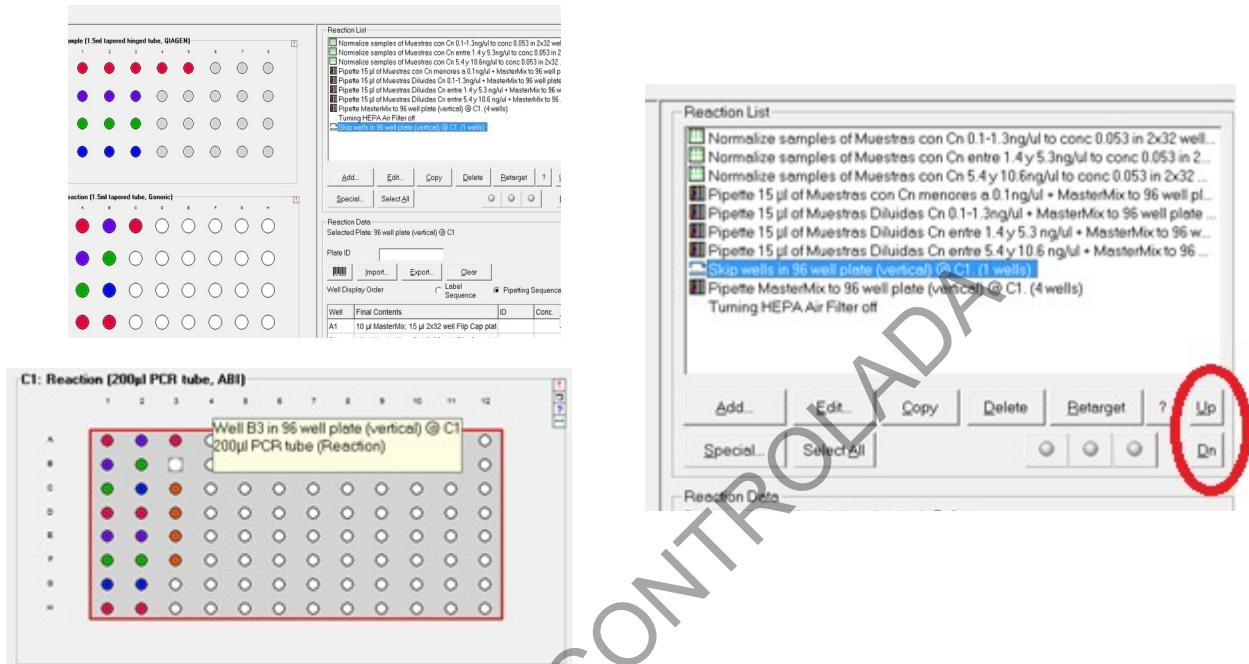 ample (1.5ml tapered hinged tube, QIAGEN)
1 2 3 4 5 6 7 8
Reaction List
Normalize samples of Muestras con Cn 0.1-1.3ng/ul to conc 0.053 in 2x32 wel
Normalize samples of Muestras con Cn entre 1.4 y 5.3ng/ul to conc 0.053 in 2
Normalize samples of Muestras con Cn 5.4 y 10.6ng/ul to conc 0.053 in 2x32 ..
Pipette 15 µl of Muestras con Cn menores a 0.1ng/ul + MasterMix to 96 well p
Pipette 15 µl of Muestras Diluidas Cn 0.1-1.3ng/ul + MasterMix to 96 well plate
Pipette 15 µl of Muestras Diluidas Cn entre 1.4 y 5.3 ng/ul + MasterMix to 96 w
Pipette 15 µl of Muestras Diluidas Cn entre 5.4 y 10.6 ng/ul + MasterMix to 96 ..
Pipette MasterMix to 96 well plate (vertical) @ C1. (4 wells)
Turning HEPA Air Filter off
Skip wells in 96 well plate (vertical) @ C1. (1 wells)
Add... Edit... Copy Delete Retarget ?
Special... Select All
eaction (1.5ml tapered tube, Generic)
A B C D E F G H
Reaction Data
Selected Plate: 96 well plate (vertical) @ C1
Plate ID
Import... Export... Clear
Well Display Order Label Sequence Pipetting Sequence
Well Final Contents ID Conc.
A1 10 µl MasterMix; 15 µl 2x32 well Flip Cap plat
C1: Reaction (200µl PCR tube, ABI)
1 2 3 10 11 12
Well B3 in 96 well plate (vertical) @ C1
200µl PCR tube (Reaction)
A
B
C
D
E
F
G
H
Reaction List
Normalize samples of Muestras con Cn 0.1-1.3ng/ul to conc 0.053 in 2x32 well...
Normalize samples of Muestras con Cn entre 1.4 y 5.3ng/ul to conc 0.053 in 2...
Normalize samples of Muestras con Cn 5.4 y 10.6ng/ul to conc 0.053 in 2x32 ...
Pipette 15 µl of Muestras con Cn menores a 0.1ng/ul + MasterMix to 96 well pl...
Pipette 15 µl of Muestras Diluidas Cn 0.1-1.3ng/ul + MasterMix to 96 well plate ...
Pipette 15 µl of Muestras Diluidas Cn entre 1.4 y 5.3 ng/ul + MasterMix to 96 w...
Pipette 15 µl of Muestras Diluidas Cn entre 5.4 y 10.6 ng/ul + MasterMix to 96 ...
Skip wells in 96 well plate (vertical) @ C1. (1 wells)
Pipette MasterMix to 96 well plate (vertical) @ C1. (4 wells)
Turning HEPA Air Filter off
Add... Edit... Copy Delete Retarget ? Up
Special... Select All Dn
Reaction Data
CONTROLADA